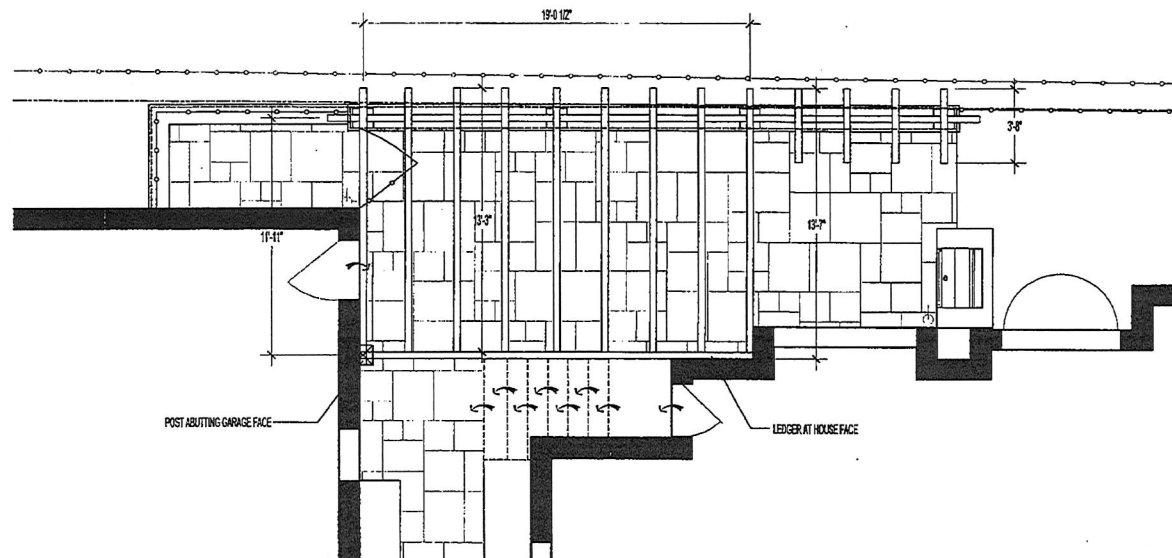 19'-0 1/2"
3'-8"
13'-3"
13'-7"
11'-11"
POST ABUTTING GARAGE FACE
LEDGER AT HOUSE FACE